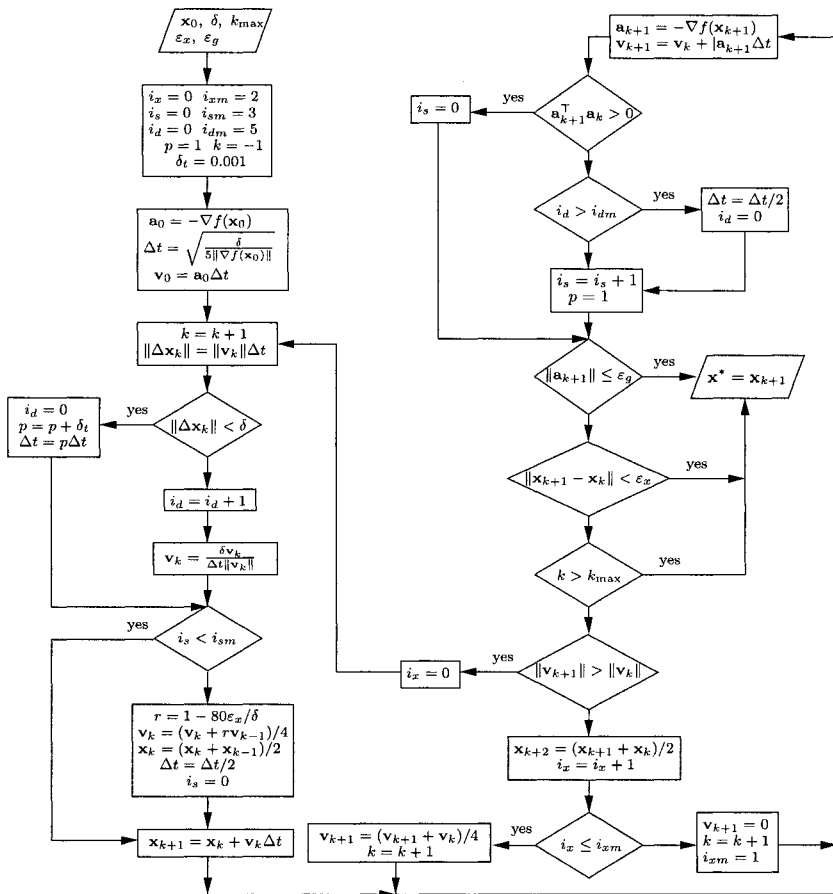 x₀, δ, k_max
ε_x, ε_g
i_x = 0 i_xm = 2
i_s = 0 i_sm = 3
i_d = 0 i_dm = 5
p = 1 k = −1
δ_t = 0.001
a₀ = −∇f(x₀)
Δt = √(δ / 5‖∇f(x₀)‖)
v₀ = a₀Δt
k = k + 1
‖Δx_k‖ = ‖v_k‖Δt
‖Δx_k‖ < δ
yes
i_d = 0
p = p + δ_t
Δt = pΔt
i_d = i_d + 1
v_k = δv_k / Δt‖v_k‖
i_s < i_sm
yes
r = 1 − 80ε_x/δ
v_k = (v_k + rv_{k−1})/4
x_k = (x_k + x_{k−1})/2
Δt = Δt/2
i_s = 0
x_{k+1} = x_k + v_kΔt
a_{k+1} = −∇f(x_{k+1})
v_{k+1} = v_k + |a_{k+1}Δt
a_{k+1}^⊤ a_k > 0
yes
i_s = 0
i_d > i_dm
yes
Δt = Δt/2
i_d = 0
i_s = i_s + 1
p = 1
‖a_{k+1}‖ ≤ ε_g
yes
x* = x_{k+1}
‖x_{k+1} − x_k‖ < ε_x
yes
k > k_max
yes
‖v_{k+1}‖ > ‖v_k‖
yes
i_x = 0
x_{k+2} = (x_{k+1} + x_k)/2
i_x = i_x + 1
i_x ≤ i_xm
yes
v_{k+1} = (v_{k+1} + v_k)/4
k = k + 1
v_{k+1} = 0
k = k + 1
i_xm = 1